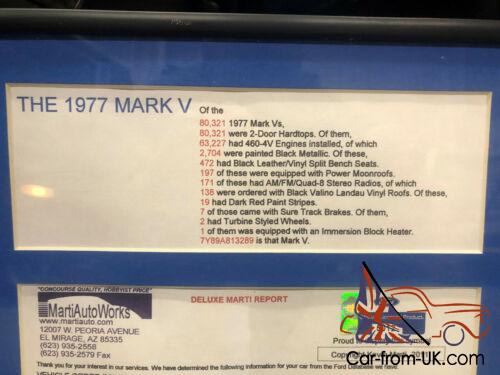 THE 1977 MARK V Of the
80,321 1977 Mark Vs,
80,321 were 2-Door Hardtops. Of them,
63,227 had 460-4V Engines installed, of which
2,704 were painted Black Metallic. Of these,
472 had Black Leather/Vinyl Split Bench Seats.
197 of these were equipped with Power Moonroofs.
171 of these had AM/FM/Quad-8 Stereo Radios, of which
138 were ordered with Black Valino Landau Vinyl Roofs. Of these,
19 had Dark Red Paint Stripes.
7 of those came with Sure Track Brakes. Of them,
2 had Turbine Styled Wheels.
1 of them was equipped with an Immersion Block Heater.
7Y89A813289 is that Mark V.
"CONCOURSE QUALITY, HOBBYIST PRICE"
MartiAutoWorks
www.martiauto.com
12007 W. PEORIA AVENUE
EL MIRAGE, AZ 85335
(623) 935-2558
(623) 935-2579 Fax
DELUXE MARTI REPORT
Product.
Proud
symbol
Copyright
Thank you for your interest in our services. We have determined the following information for your car from the Ford Database we have.
Car-from-UK.com